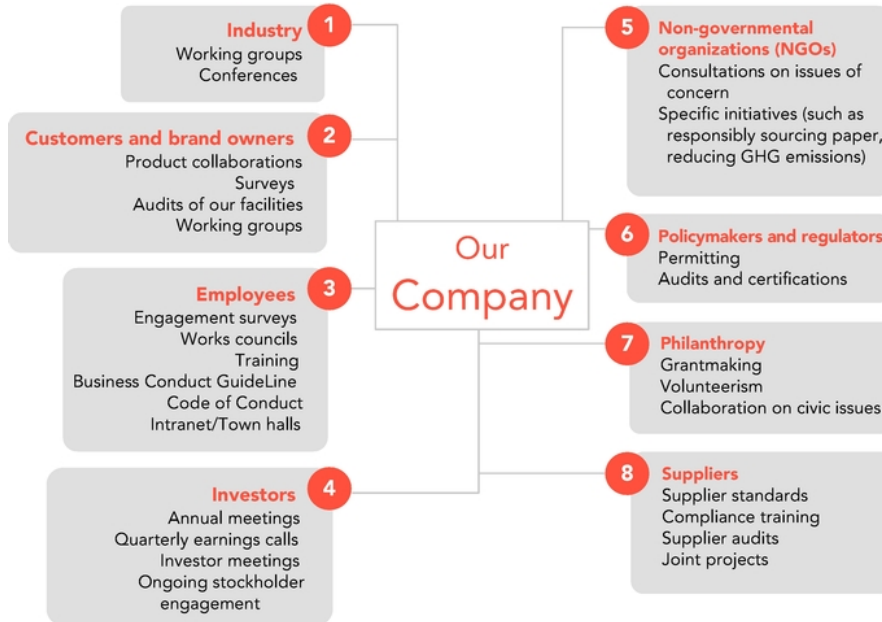 1
Industry
Working groups
Conferences
2
Customers and brand owners
Product collaborations
Surveys
Audits of our facilities
Working groups
3
Employees
Engagement surveys
Works councils
Training
Business Conduct GuideLine
Code of Conduct
Intranet/Town halls
4
Investors
Annual meetings
Quarterly earnings calls
Investor meetings
Ongoing stockholder
engagement
Our
Company
5
Non-governmental
organizations (NGOs)
Consultations on issues of
concern
Specific initiatives (such as
responsibly sourcing paper,
reducing GHG emissions)
6
Policymakers and regulators
Permitting
Audits and certifications
7
Philanthropy
Grantmaking
Volunteerism
Collaboration on civic issues
8
Suppliers
Supplier standards
Compliance training
Supplier audits
Joint projects